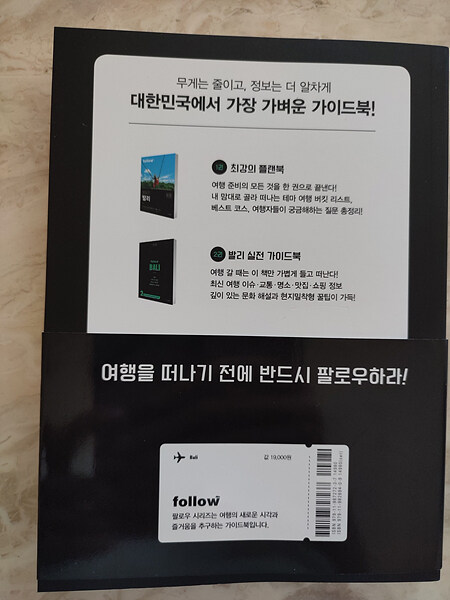 무게는 줄이고, 정보는 더 알차게
대한민국에서 가장 가벼운 가이드북!
follow
발리
1권 최강의 플랜북
여행 준비의 모든 것을 한 권으로 끝낸다!
내 맘대로 골라 떠나는 테마 여행 버킷 리스트,
베스트 코스, 여행자들이 궁금해하는 질문 총정리!
BALI
2권 발리 실전 가이드북
여행 갈 때는 이 책만 가볍게 들고 떠난다!
최신 여행 이슈·교통·명소·맛집·쇼핑 정보
깊이 있는 문화 해설과 현지밀착형 꿀팁이 가득!
여행을 떠나기 전에 반드시 팔로우하라!
Bali
값 19,000원
follow
팔로우 시리즈는 여행의 새로운 시각과
즐거움을 추구하는 가이드북입니다.